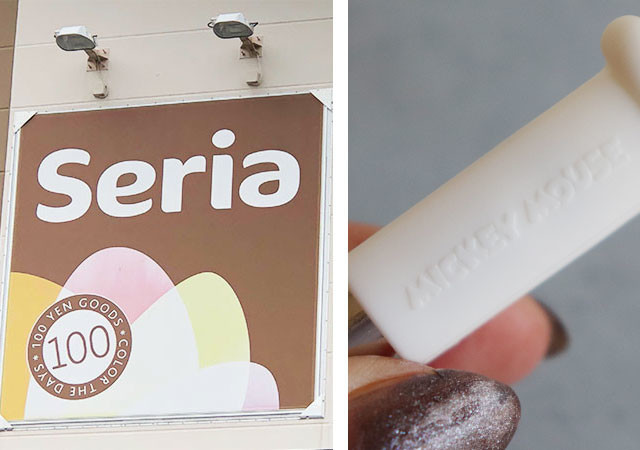 Seria
100 YEN GOODS • COLOR THE DAYS •
100
MICKEY MOUSE